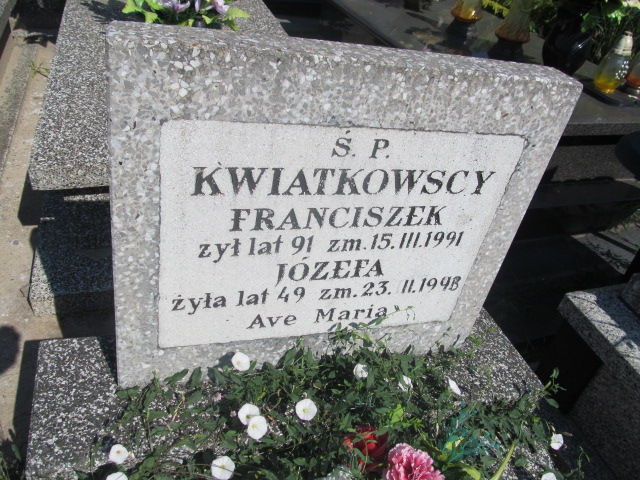 Ś. P.
KWIATKOWSCY
FRANCISZEK
żył lat 91 zm. 15.III.1991
JÓZEFA
żyła lat 49 zm. 23. II.1948
Ave Maria